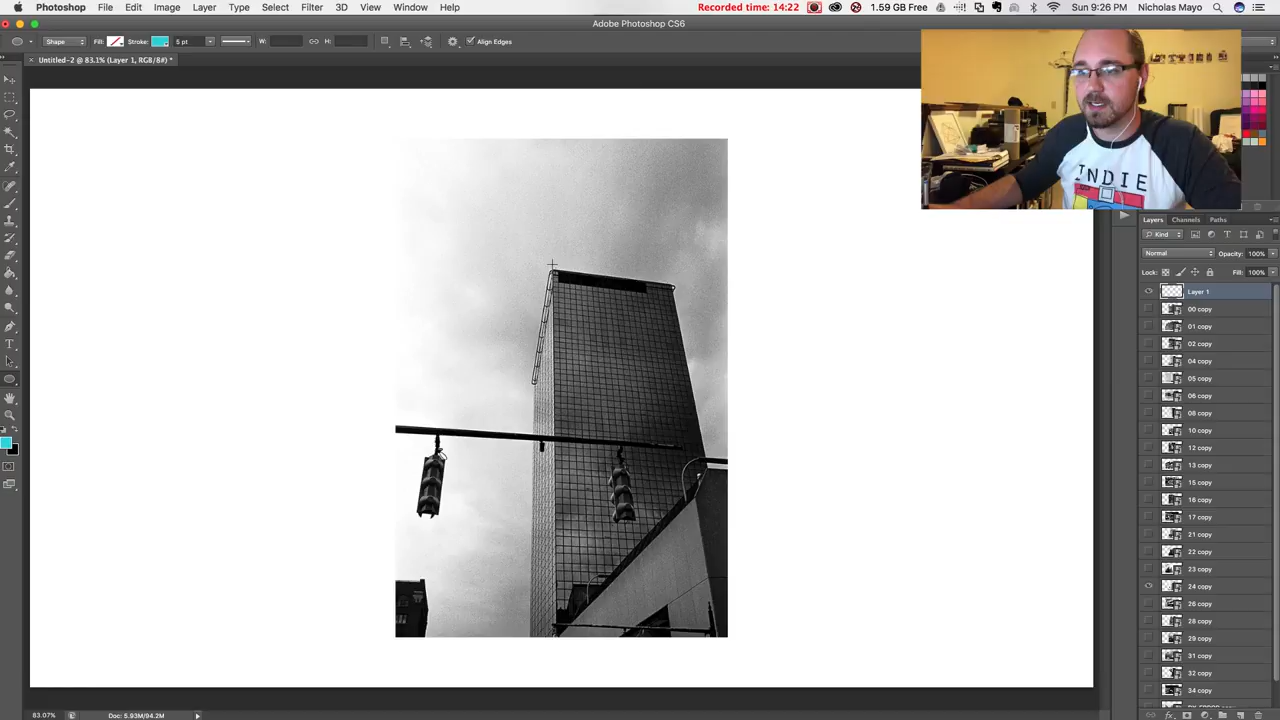 Photoshop File Edit Image Layer Type Select Filter 3D View Window Help Recorded time: 14:22 1.59 GB Free Sun 9:26 PM Nicholas Mayo
Adobe Photoshop CS6
Shape Fill: Stroke: 5 pt W: H: Align Edges
Untitled-2 @ 83.1% (Layer 1, RGB/8#) *
INDIE
Layers Channels Paths
Kind
Normal Opacity: 100%
Lock: Fill: 100%
Layer 1
00 copy
01 copy
02 copy
04 copy
05 copy
06 copy
08 copy
10 copy
12 copy
13 copy
15 copy
16 copy
17 copy
21 copy
22 copy
23 copy
24 copy
26 copy
28 copy
29 copy
31 copy
32 copy
34 copy
83.07% Doc: 5.93M/94.2M